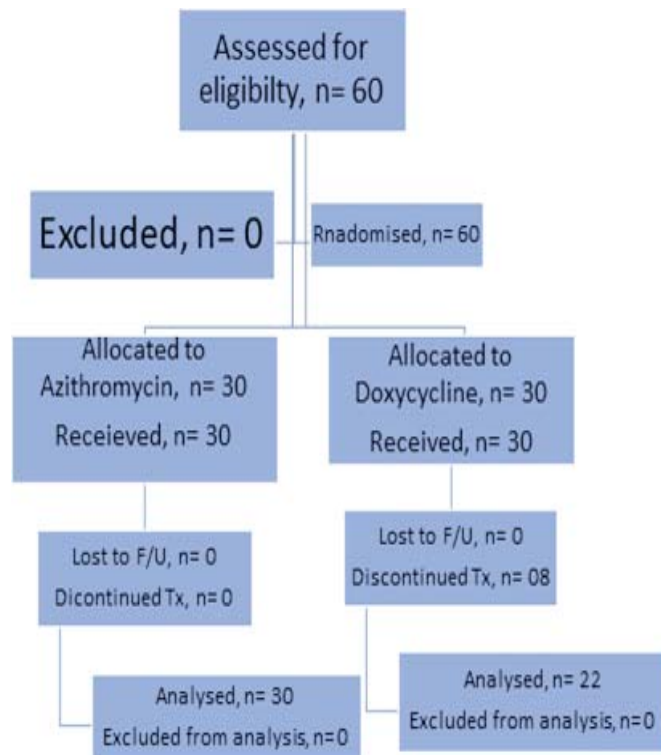 Assessed for
eligibilty, n= 60
Excluded, n= 0
Rnadomised, n= 60
Allocated to
Azithromycin, n= 30
Receieved, n= 30
Allocated to
Doxycycline, n= 30
Received, n= 30
Lost to F/U, n= 0
Dicontinued Tx, n= 0
Lost to F/U, n= 0
Discontinued Tx, n= 08
Analysed, n= 30
Excluded from analysis, n=0
Analysed, n= 22
Excluded from analysis, n=0